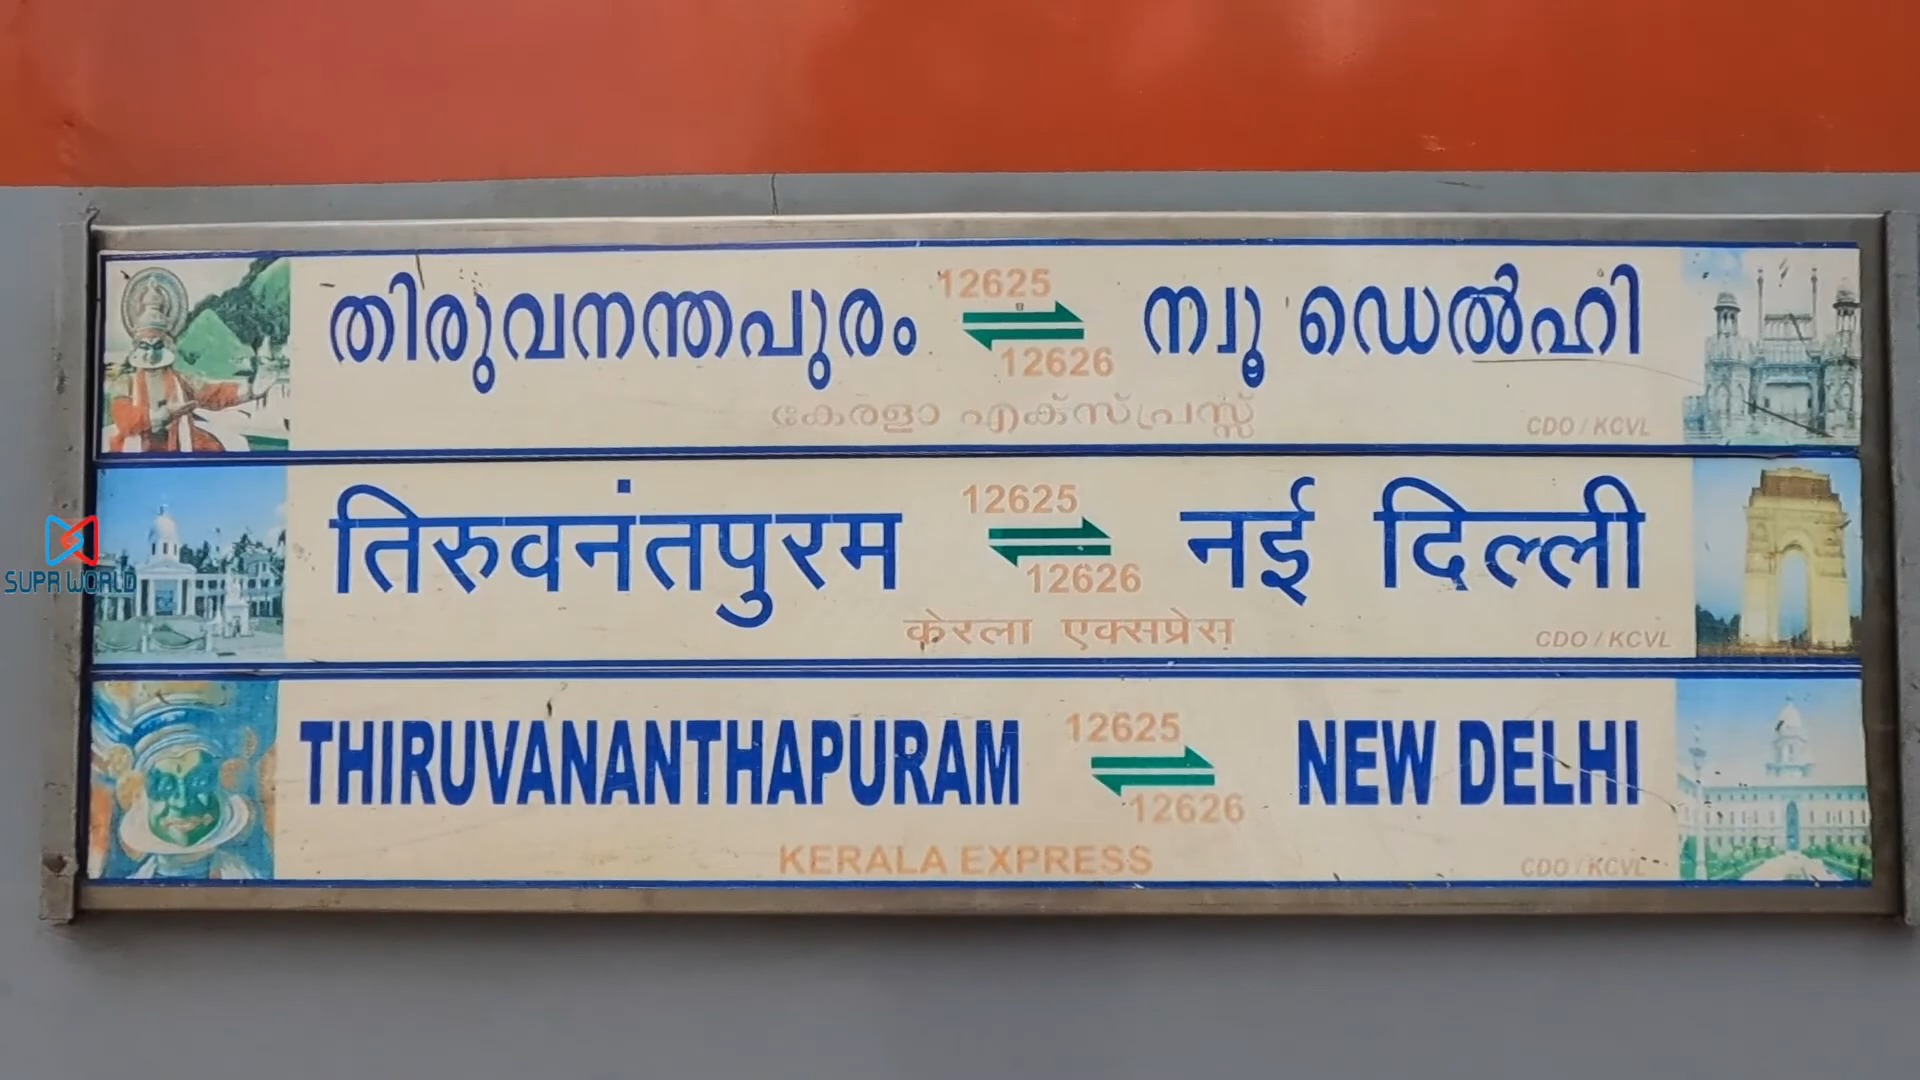 തിരുവനന്തപുരം 12625 ന്യൂ ഡെൽഹി
12626
കേരളാ എക്സ്പ്രസ്സ് CDO / KCVL
तिरुवनंतपुरम 12625 नई दिल्ली
12626
केरला एक्सप्रेस CDO / KCVL
SUPR WORLD
THIRUVANANTHAPURAM 12625 NEW DELHI
12626
KERALA EXPRESS CDO / KCVL